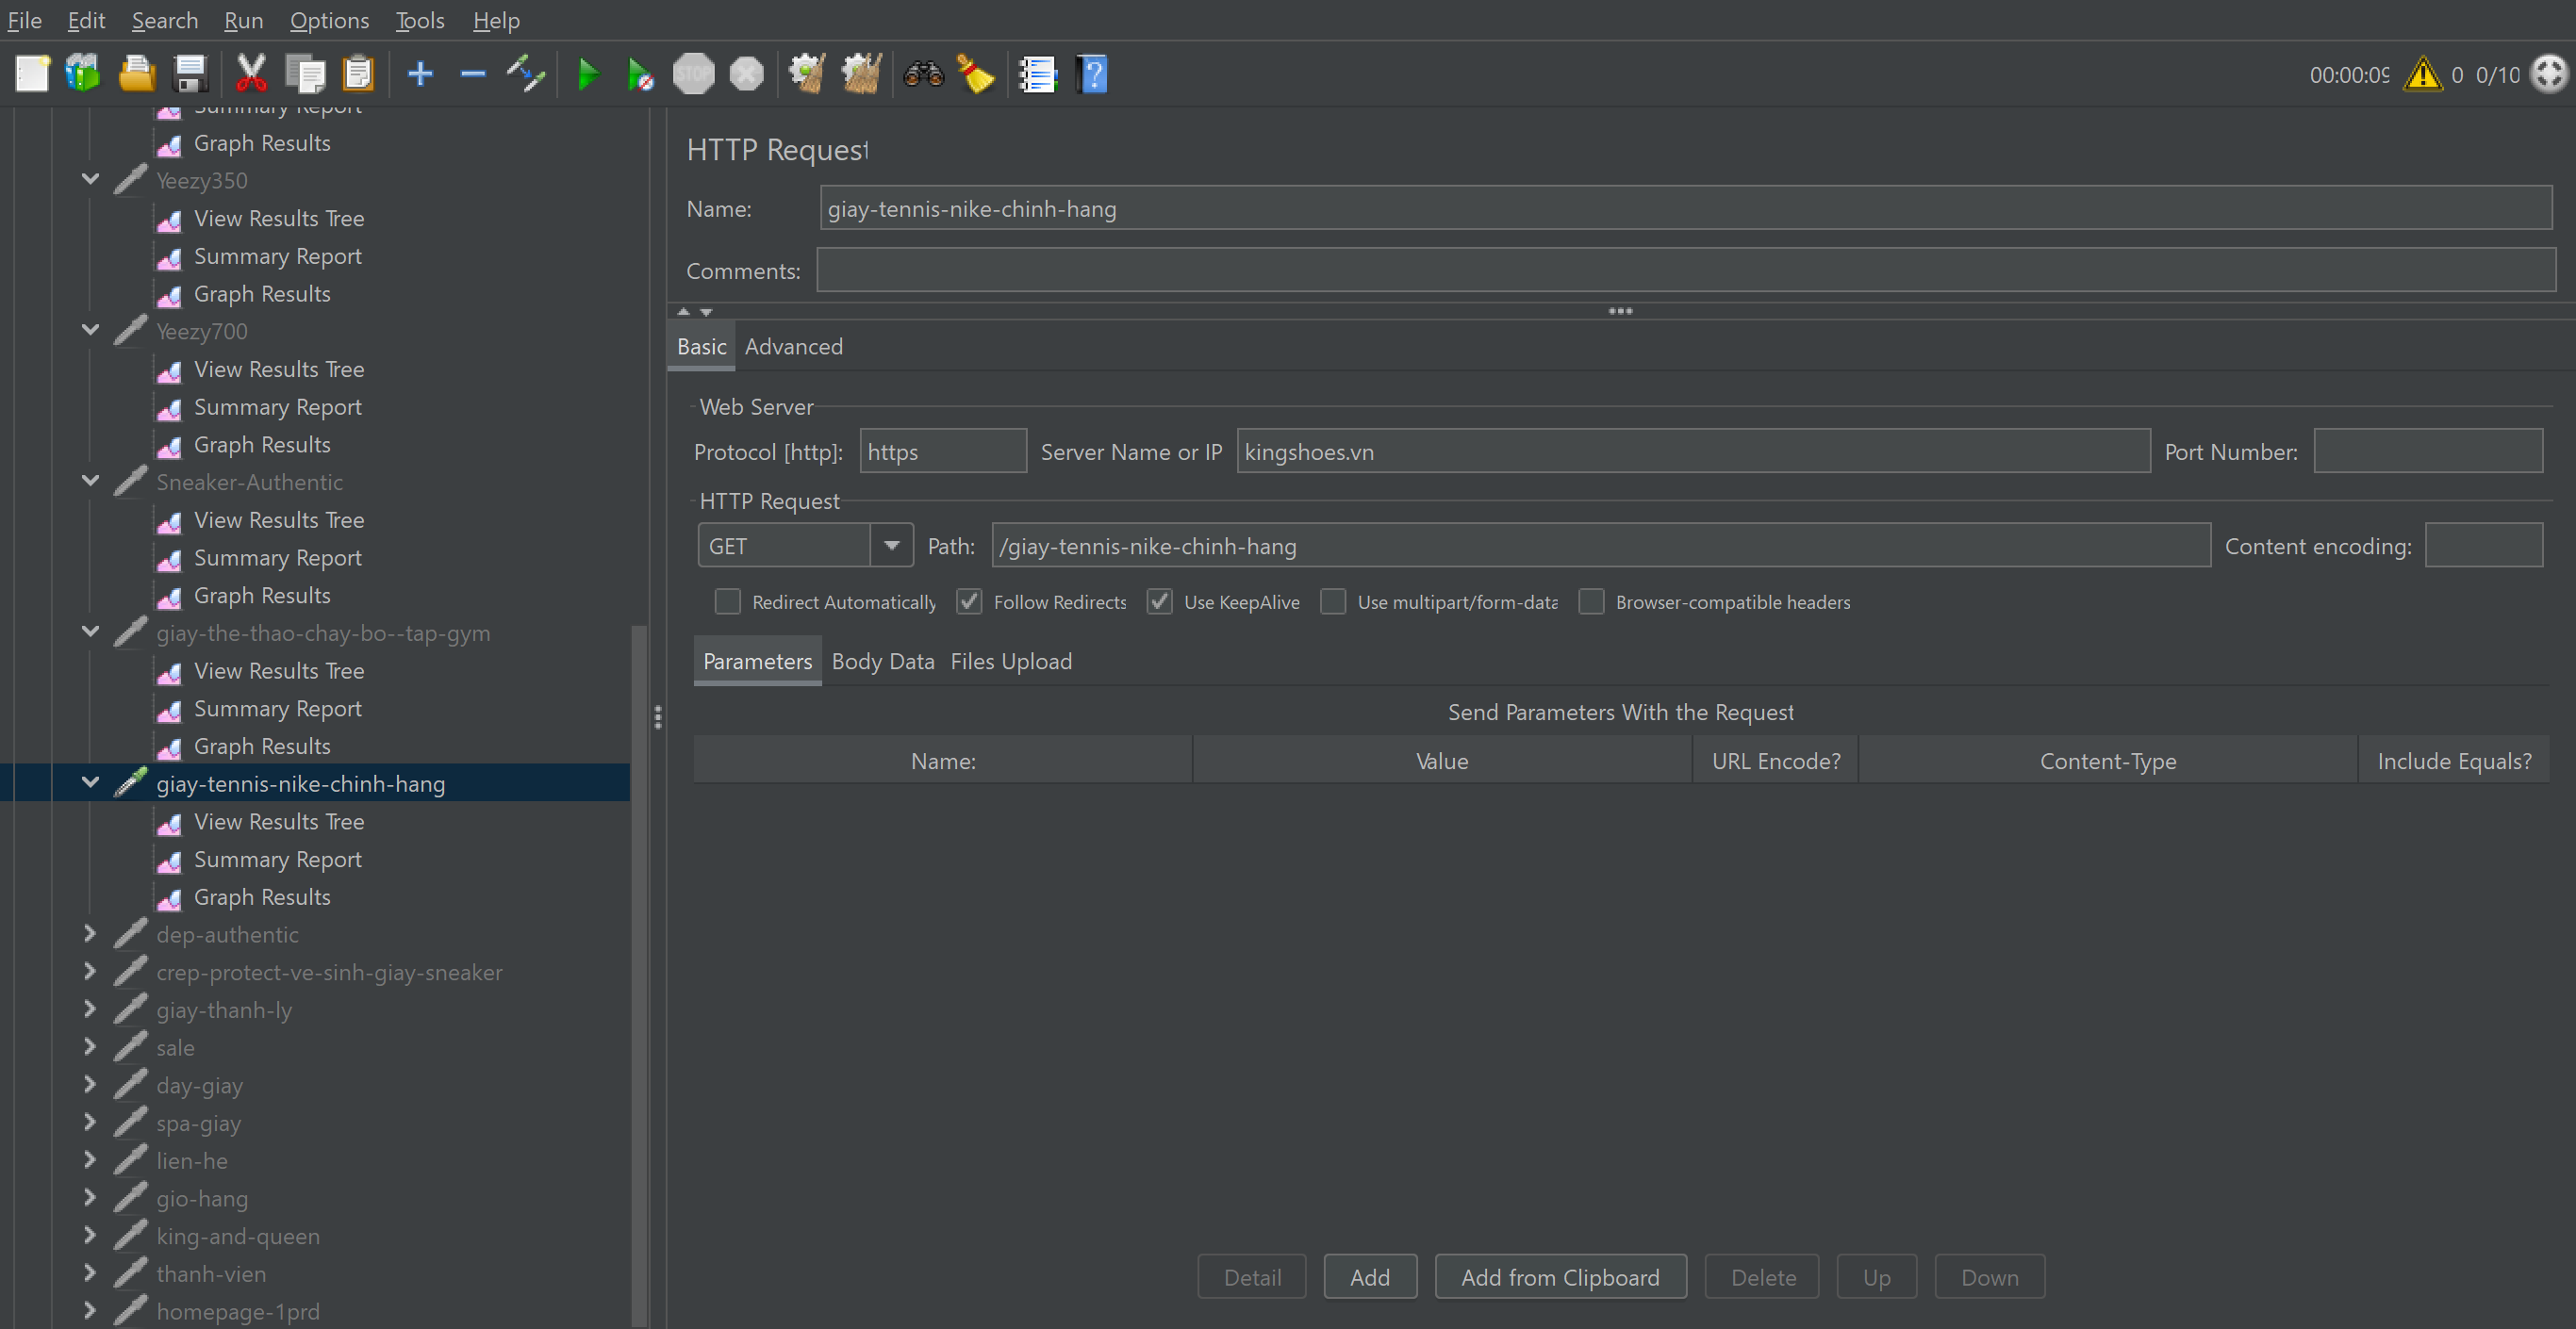 File Edit Search Run Options Tools Help
STOP
00:00:09 0 0/10
Summary Report
Graph Results
Yeezy350
View Results Tree
Summary Report
Graph Results
Yeezy700
View Results Tree
Summary Report
Graph Results
Sneaker-Authentic
View Results Tree
Summary Report
Graph Results
giay-the-thao-chay-bo--tap-gym
View Results Tree
Summary Report
Graph Results
giay-tennis-nike-chinh-hang
View Results Tree
Summary Report
Graph Results
dep-authentic
crep-protect-ve-sinh-giay-sneaker
giay-thanh-ly
sale
day-giay
spa-giay
lien-he
gio-hang
king-and-queen
thanh-vien
homepage-1prd
HTTP Request
Name: giay-tennis-nike-chinh-hang
Comments:
Basic Advanced
Web Server
Protocol [http]: https Server Name or IP kingshoes.vn Port Number:
HTTP Request
GET Path: /giay-tennis-nike-chinh-hang Content encoding:
Redirect Automatically Follow Redirects Use KeepAlive Use multipart/form-data Browser-compatible headers
Parameters Body Data Files Upload
Send Parameters With the Request
Name: Value URL Encode? Content-Type Include Equals?
Detail Add Add from Clipboard Delete Up Down